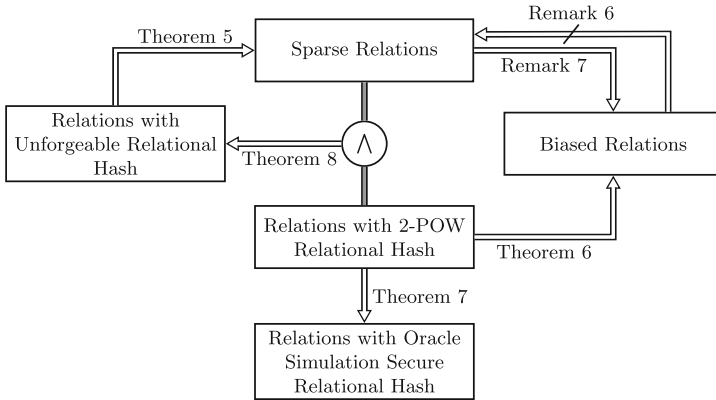 Remark 6
Theorem 5
Sparse Relations
Remark 7
Relations with
Unforgeable Relational
Hash
Theorem 8
∧
Biased Relations
Relations with 2-POW
Relational Hash
Theorem 6
Theorem 7
Relations with Oracle
Simulation Secure
Relational Hash